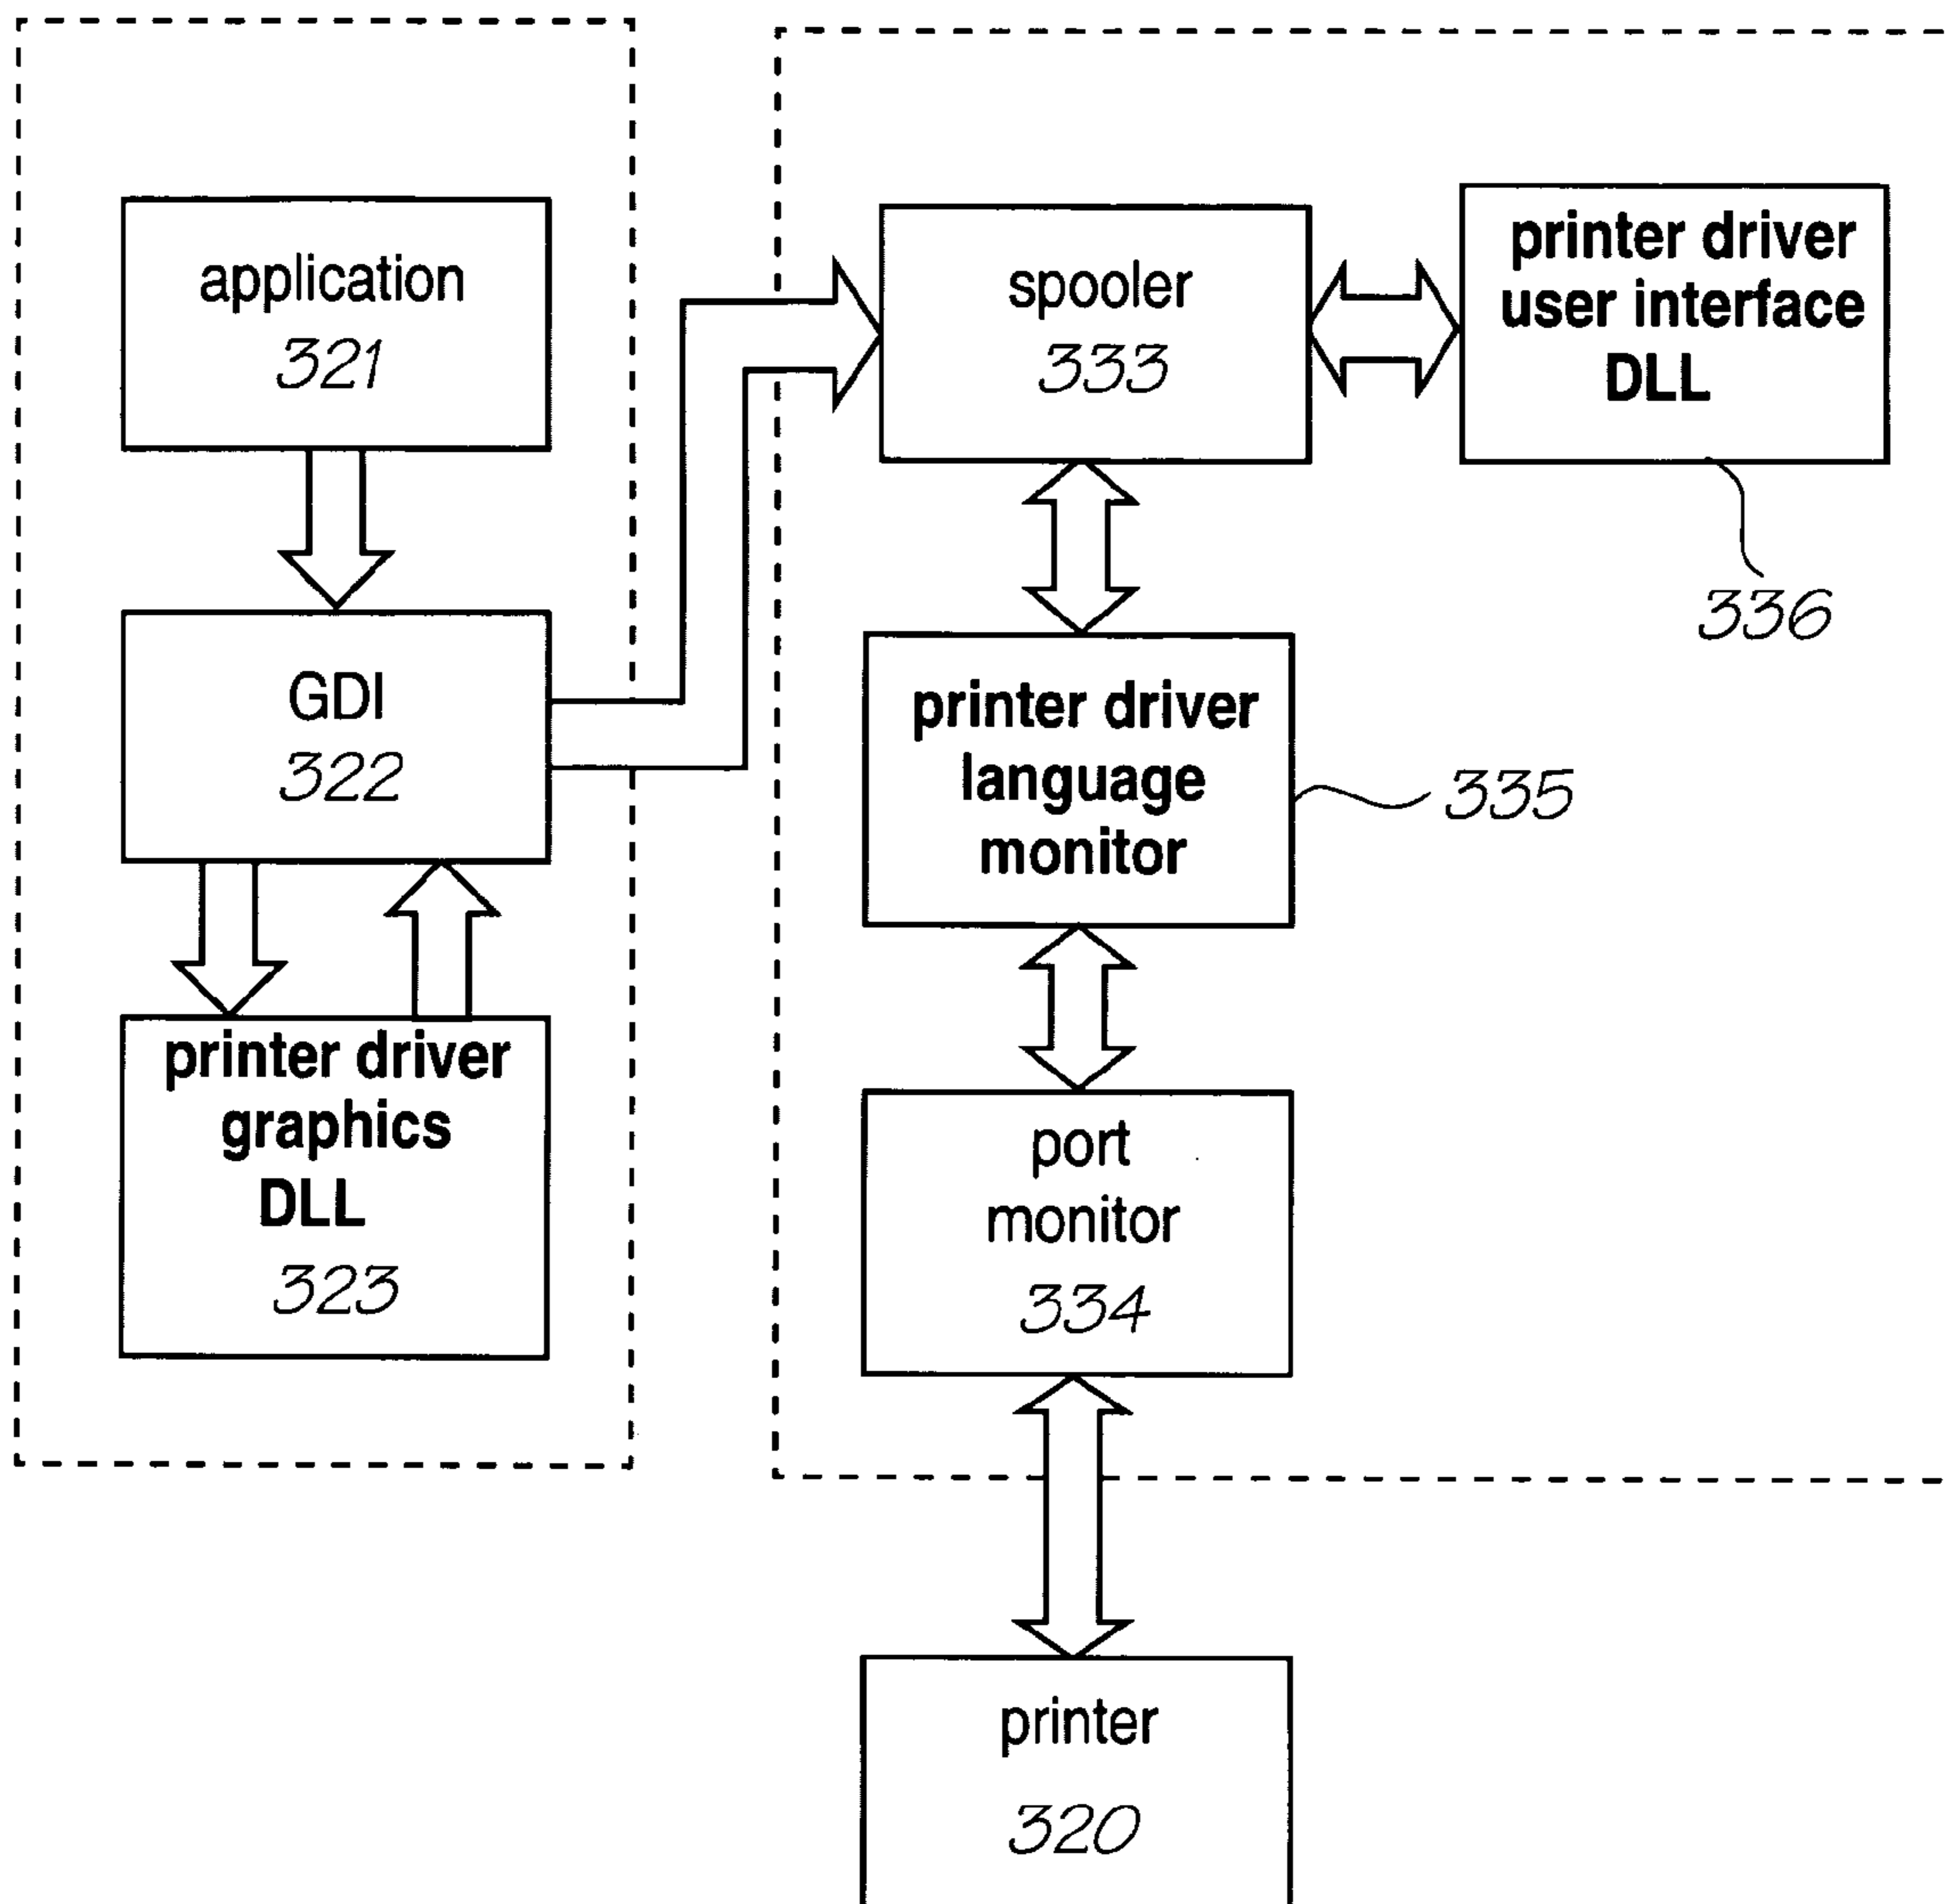 application
321
GDI
322
printer driver
graphics
DLL
323
spooler
333
printer driver
user interface
DLL
336
printer driver
language
monitor
335
port
monitor
334
printer
320